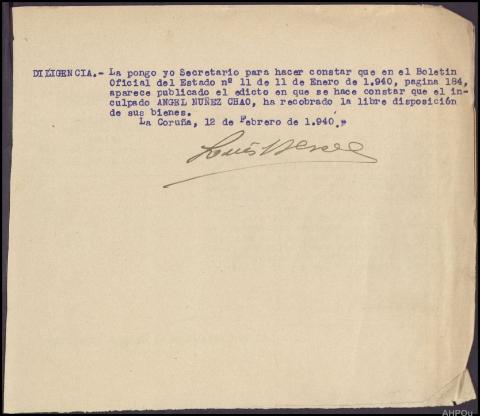 DILIGENCIA.- La pongo yo Secretario para hacer constar que en el Boletin
Oficial del Estado nº 11 de 11 de Enero de 1.940, pagina 184,
aparece publicado el edicto en que se hace constar que el in-
culpado ANGEL NUÑEZ CHAO, ha recobrado la libre disposición
de sus bienes.
La Coruña, 12 de Febrero de 1.940.»
Luis
AHPOu